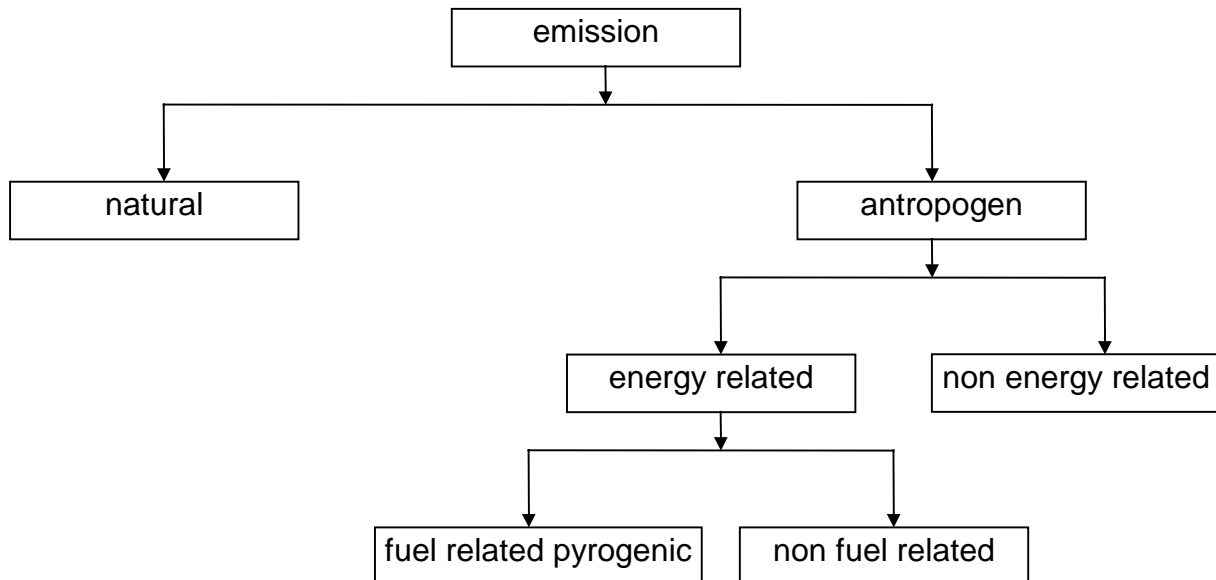 emission
natural
antropogen
energy related
non energy related
fuel related pyrogenic
non fuel related